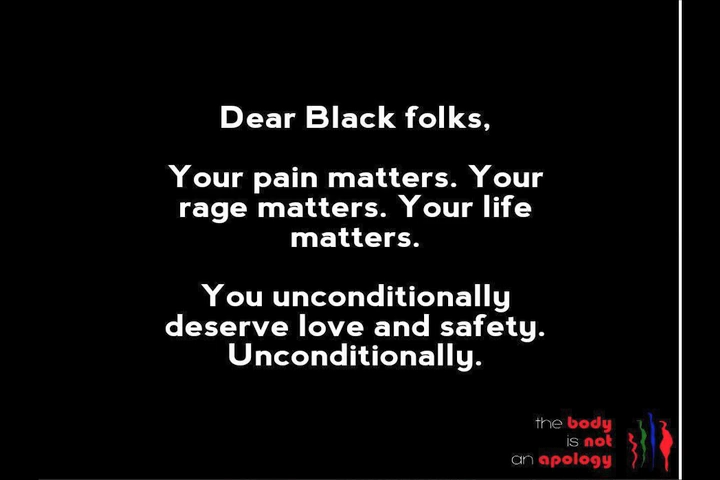 Dear Black folks,
Your pain matters. Your
rage matters. Your life
matters.
You unconditionally
deserve love and safety.
Unconditionally.
the body
is not
an apology